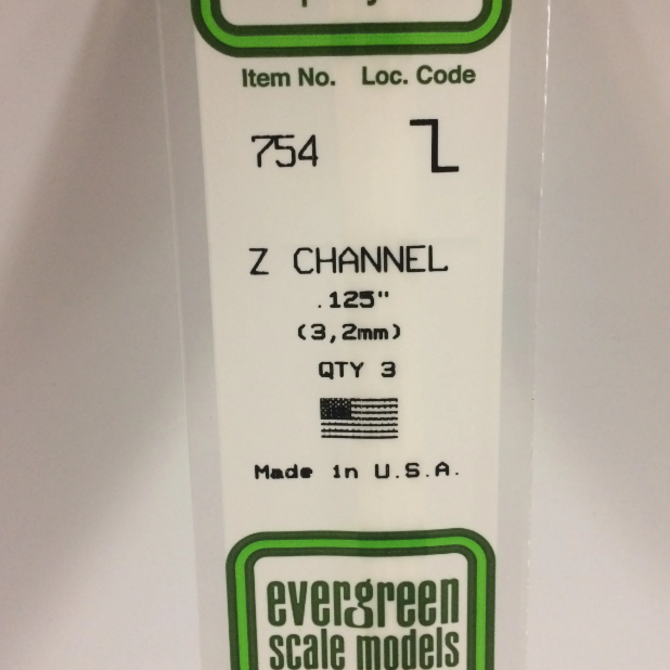 Item No. Loc. Code
754
Z CHANNEL
.125"
(3,2mm)
QTY 3
Made in U.S.A.
evergreen
scale models